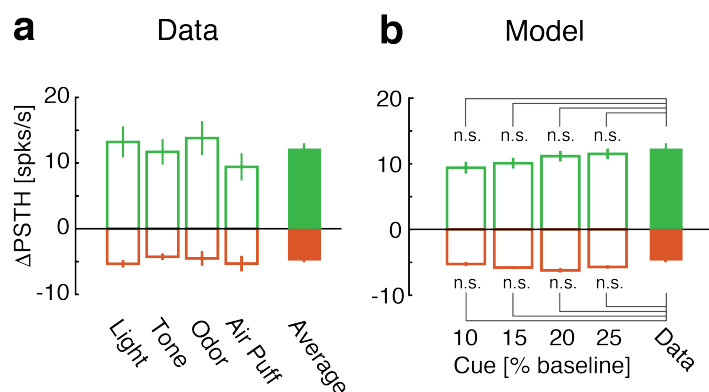 a Data
ΔPSTH [spks/s]
20
10
0
-10
Light Tone Odor Air Puff Average
b Model
20
10
0
-10
n.s. n.s. n.s. n.s.
n.s. n.s. n.s. n.s.
10 15 20 25 Data
Cue [% baseline]